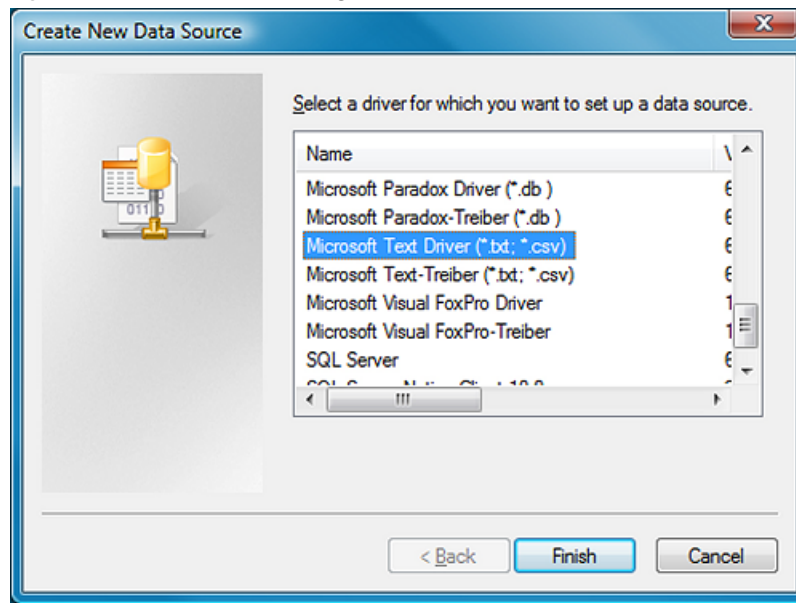 Create New Data Source
Select a driver for which you want to set up a data source.
Name
Microsoft Paradox Driver (*.db )
Microsoft Paradox-Treiber (*.db )
Microsoft Text Driver (*.txt; *.csv)
Microsoft Text-Treiber (*.txt; *.csv)
Microsoft Visual FoxPro Driver
Microsoft Visual FoxPro-Treiber
SQL Server
< Back Finish Cancel